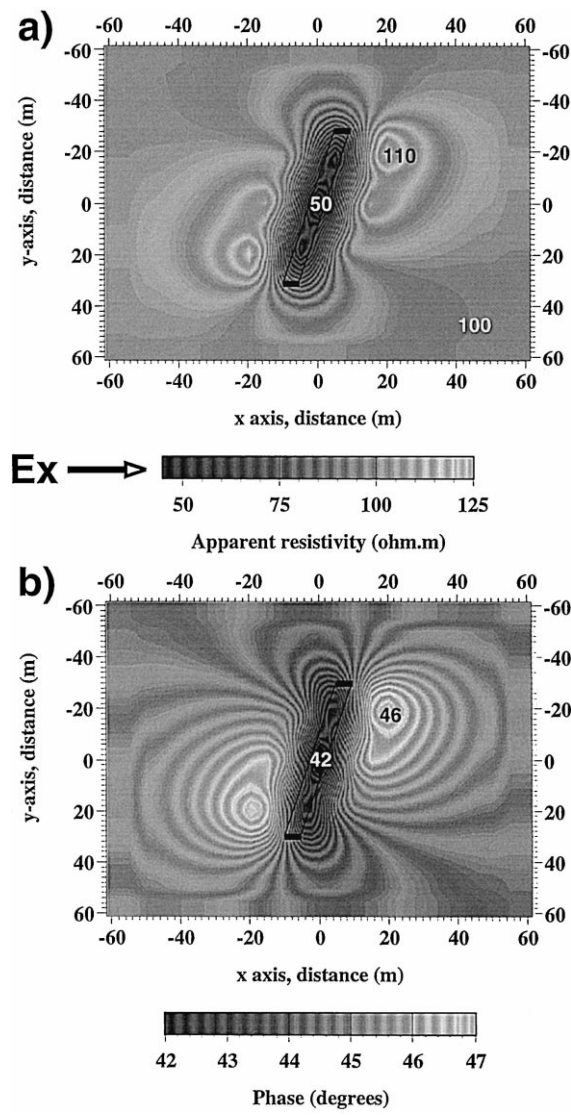 a)
-60 -40 -20 0 20 40 60
-60 -60
-40 -40
-20 110 -20
0 50 0
20 20
40 40
100
60 60
-60 -40 -20 0 20 40 60
y-axis, distance (m)
x axis, distance (m)
Ex
50 75 100 125
Apparent resistivity (ohm.m)
b)
-60 -40 -20 0 20 40 60
-60 -60
-40 -40
-20 46 -20
0 42 0
20 20
40 40
60 60
-60 -40 -20 0 20 40 60
y-axis, distance (m)
x axis, distance (m)
42 43 44 45 46 47
Phase (degrees)